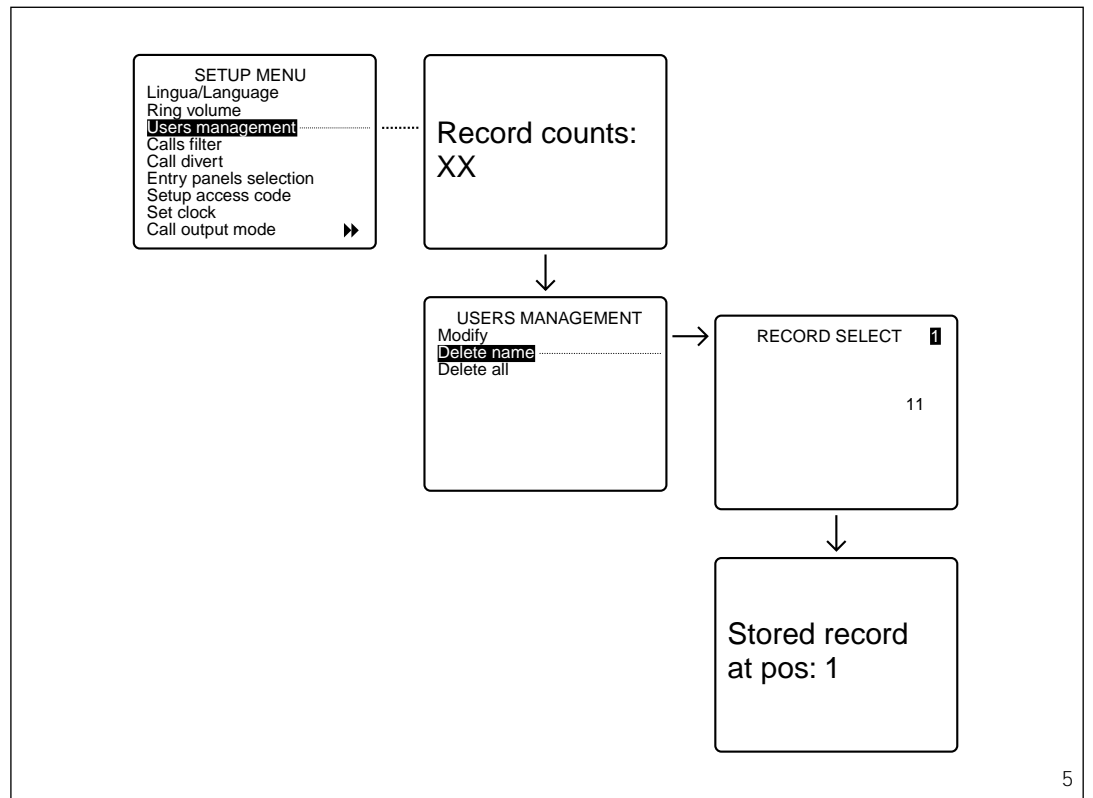 SETUP MENU
Lingua/Language
Ring volume
Users management
Calls filter
Call divert
Entry panels selection
Setup access code
Set clock
Call output mode
Record counts:
XX
USERS MANAGEMENT
Modify
Delete name
Delete all
RECORD SELECT 1
11
Stored record
at pos: 1
5